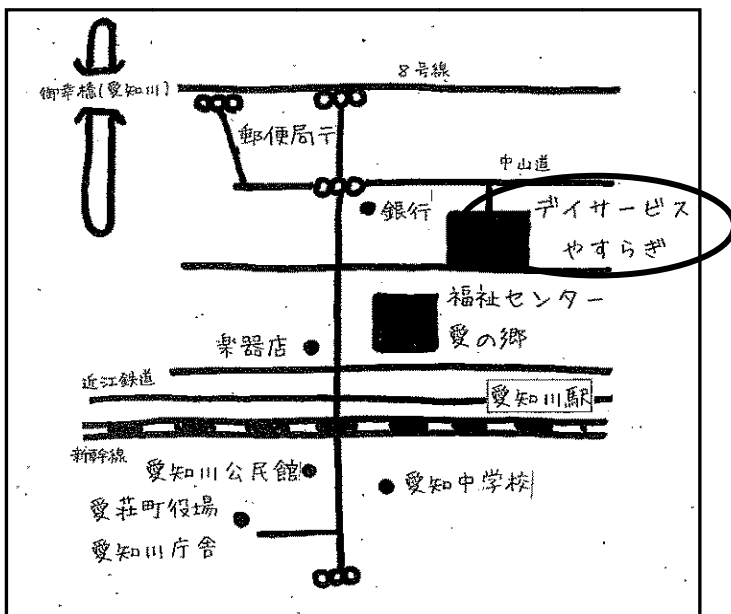 8号線
御幸橋(愛知川)
郵便局〒
中山道
銀行
デイサービス
やすらぎ
福祉センター
愛の郷
楽器店
近江鉄道
愛知川駅
新幹線
愛知川公民館
愛知中学校
愛荘町役場
愛知川庁舎